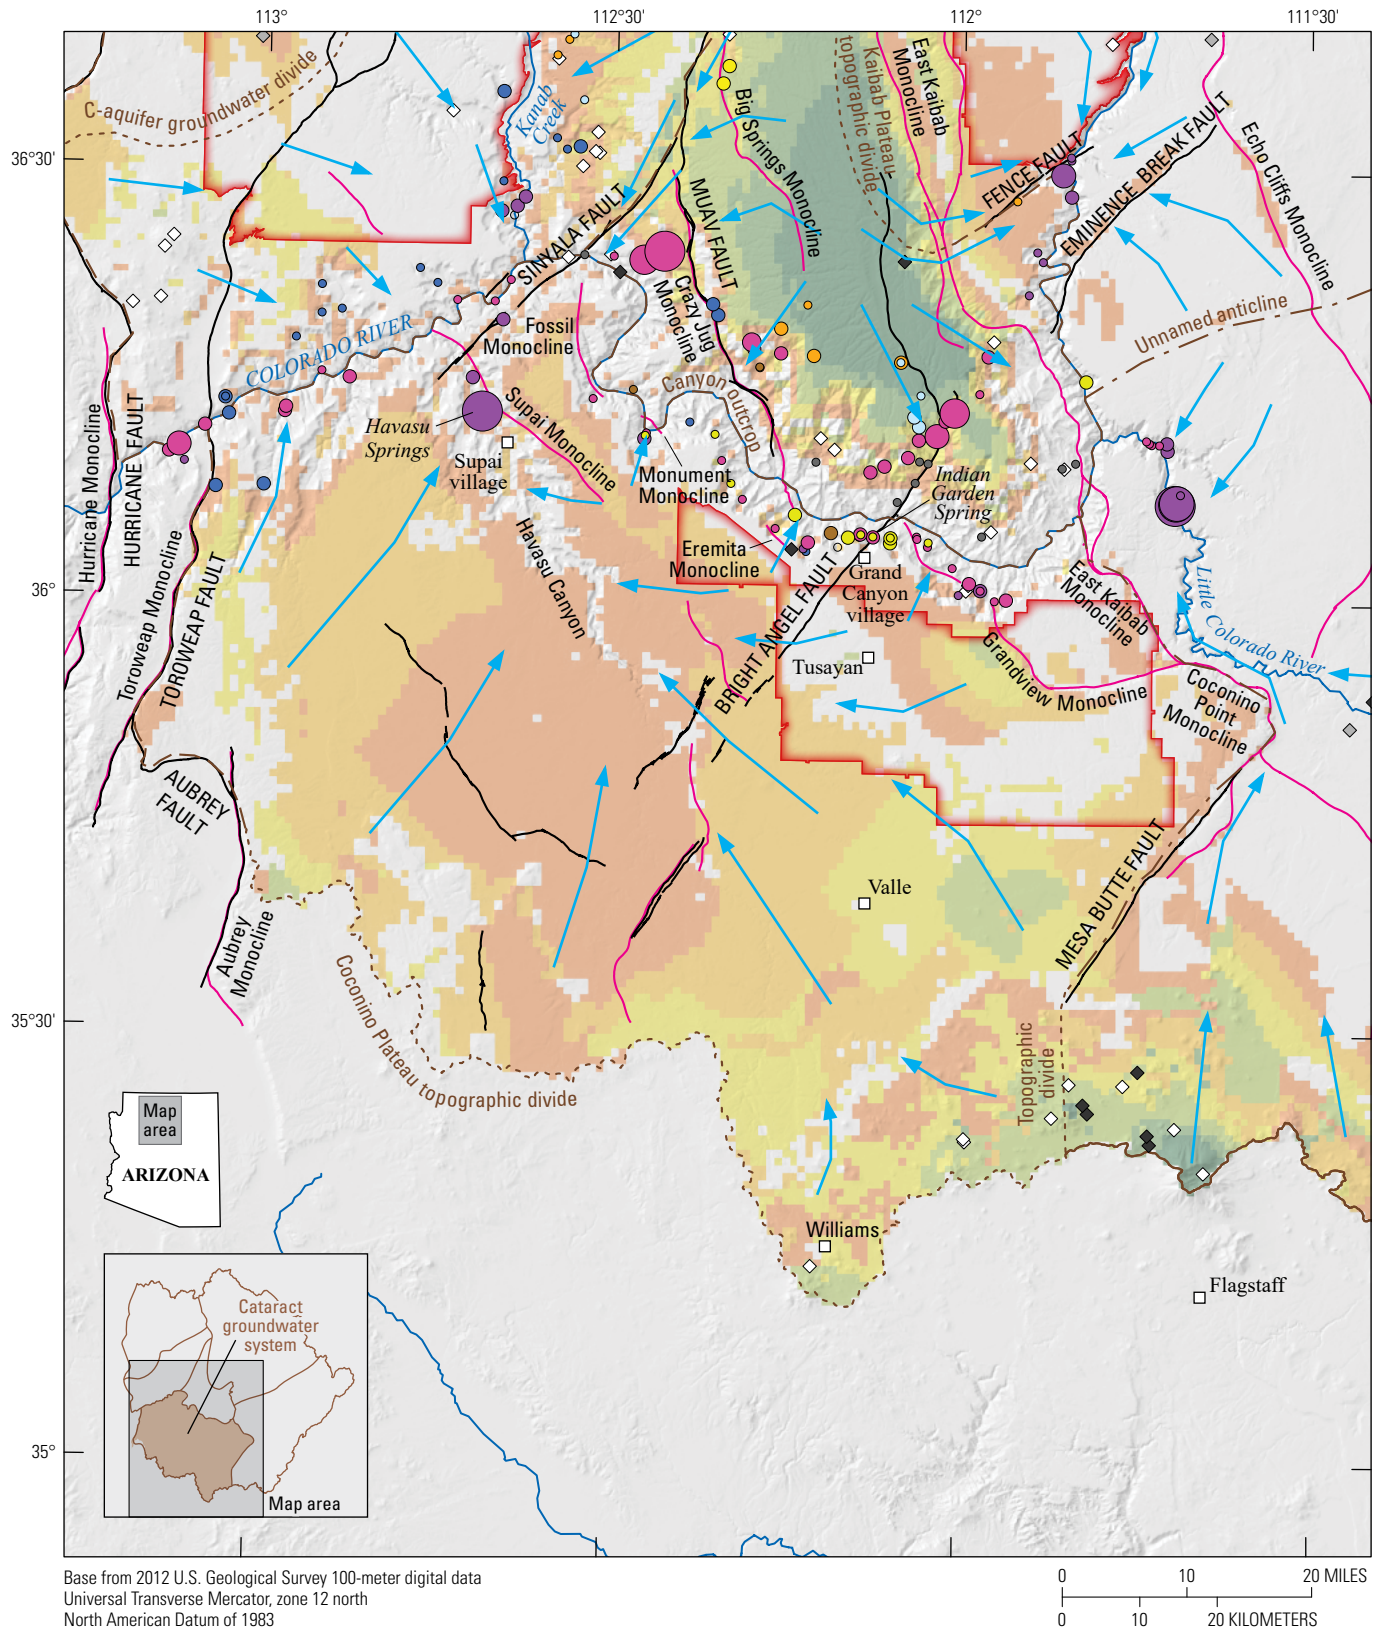 113°
112°30'
112°
111°30'
36°30'
36°
35°30'
35°
C-aquifer groundwater divide
Kanab
Creek
Big Springs Monocline
Kaibab Plateau
topographic divide
East Kaibab
Monocline
FENCE FAULT
EMINENCE BREAK FAULT
Echo Cliffs Monocline
SINYALA FAULT
MUAV FAULT
Crazy Jug
Monocline
Unnamed anticline
COLORADO RIVER
Fossil
Monocline
Canyon outcrop
Hurricane Monocline
HURRICANE FAULT
Havasu
Springs
Supai Monocline
Supai
village
Monument
Monocline
Indian
Garden
Spring
Toroweap Monocline
TOROWEAP FAULT
Havasu Canyon
Eremita
Monocline
Grand
Canyon
village
BRIGHT ANGEL FAULT
Tusayan
East Kaibab
Monocline
Little Colorado River
Grandview Monocline
Coconino
Point
Monocline
AUBREY
FAULT
Aubrey
Monocline
Valle
MESA BUTTE FAULT
Coconino Plateau topographic divide
Topographic
divide
Map
area
ARIZONA
Williams
Flagstaff
Cataract
groundwater
system
Map area
Base from 2012 U.S. Geological Survey 100-meter digital data
Universal Transverse Mercator, zone 12 north
North American Datum of 1983
0 10 20 MILES
0 10 20 KILOMETERS